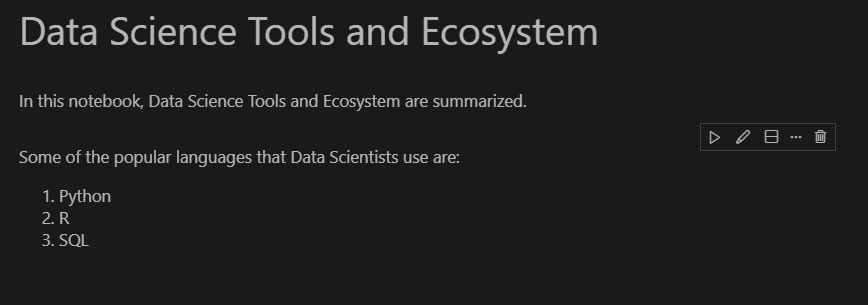 Data Science Tools and Ecosystem
In this notebook, Data Science Tools and Ecosystem are summarized.
Some of the popular languages that Data Scientists use are:
1. Python
2. R
3. SQL